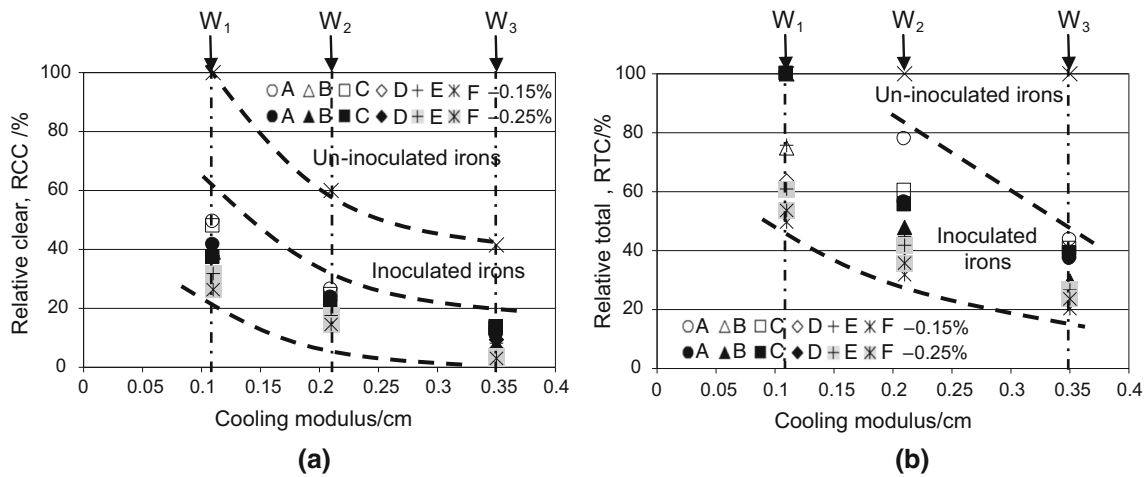 W1 W2 W3
100
80
60
40
20
0
Relative clear, RCC /%
A B C D E F –0.15%
A B C D E F –0.25%
Un-inoculated irons
Inoculated irons
0 0.05 0.1 0.15 0.2 0.25 0.3 0.35 0.4
Cooling modulus/cm
(a)
W1 W2 W3
100
80
60
40
20
0
Relative total , RTC/%
Un-inoculated irons
Inoculated
irons
A B C D E F –0.15%
A B C D E F –0.25%
0 0.05 0.1 0.15 0.2 0.25 0.3 0.35 0.4
Cooling modulus/cm
(b)